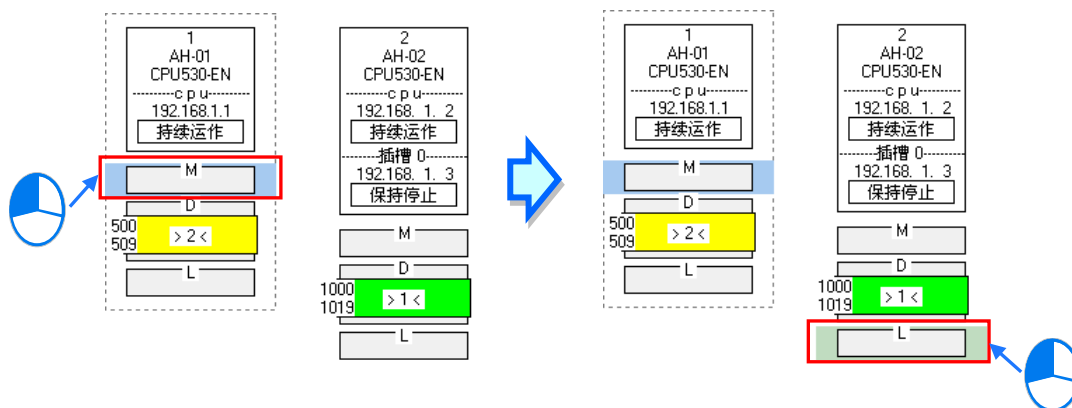 1
AH-01
CPU530-EN
cpu
192.168.1.1
持续运作
M
D
500
509
>2<
L
2
AH-02
CPU530-EN
cpu
192.168. 1. 2
持续运作
插槽 0
192.168. 1. 3
保持停止
M
D
1000
1019
>1<
L
1
AH-01
CPU530-EN
cpu
192.168.1.1
持续运作
M
D
500
509
>2<
L
2
AH-02
CPU530-EN
cpu
192.168. 1. 2
持续运作
插槽 0
192.168. 1. 3
保持停止
M
D
1000
1019
>1<
L